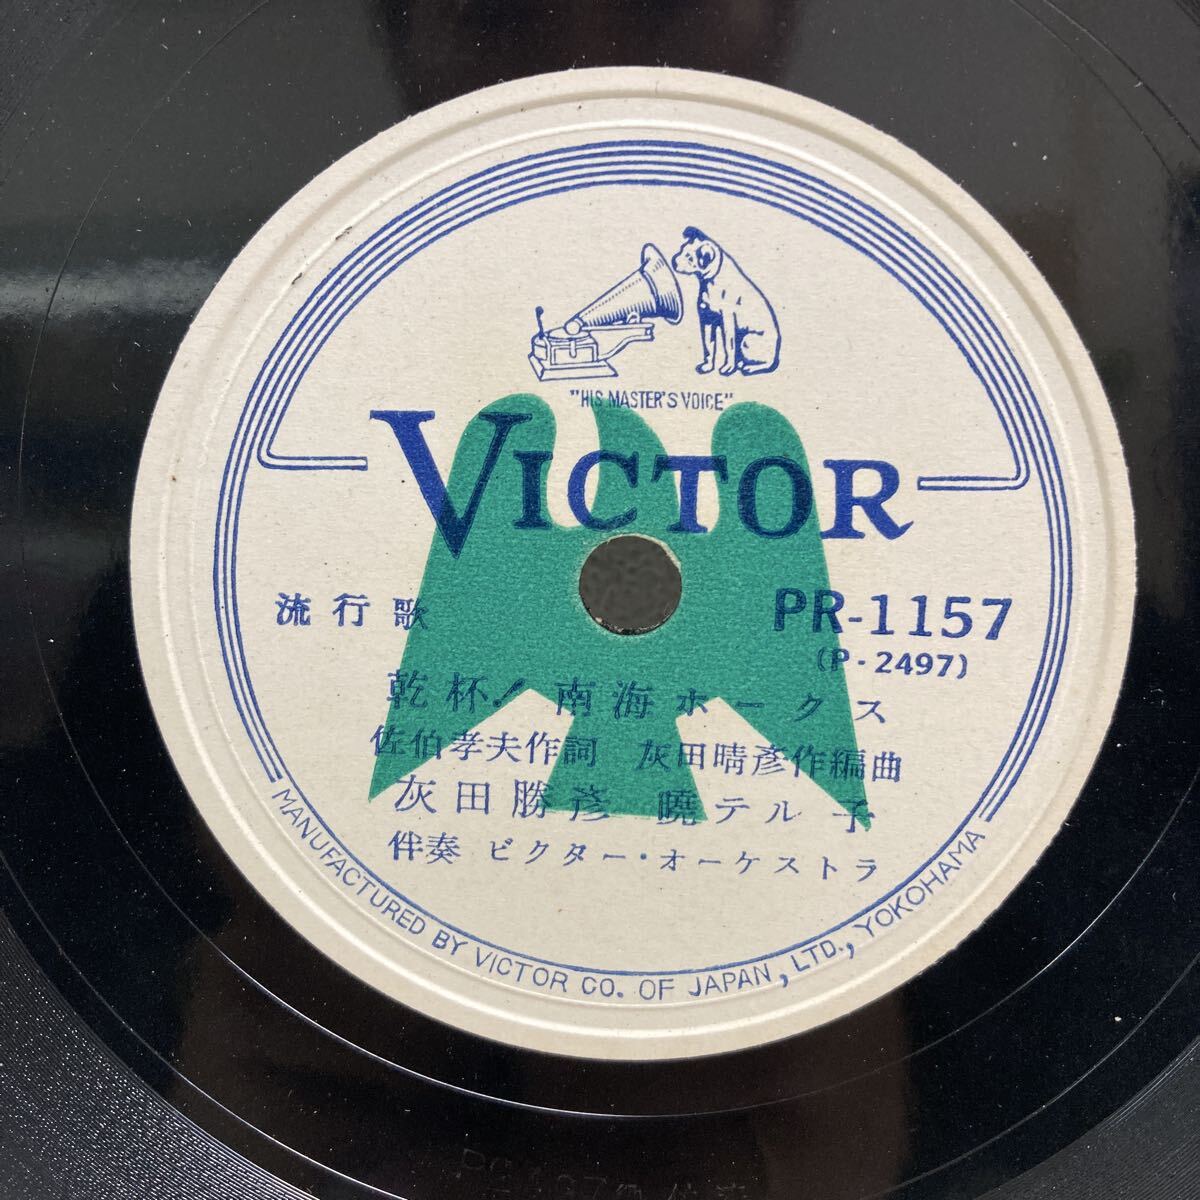 "HIS MASTER'S VOICE"
VICTOR
流行歌
PR-1157
(P-2497)
乾杯!南海ホークス
佐伯孝夫作詞 灰田晴彥作編曲
灰田勝彥 曉テル子
伴奏 ビクター・オーケストラ
MANUFACTURED BY VICTOR CO. OF JAPAN, LTD., YOKOHAMA